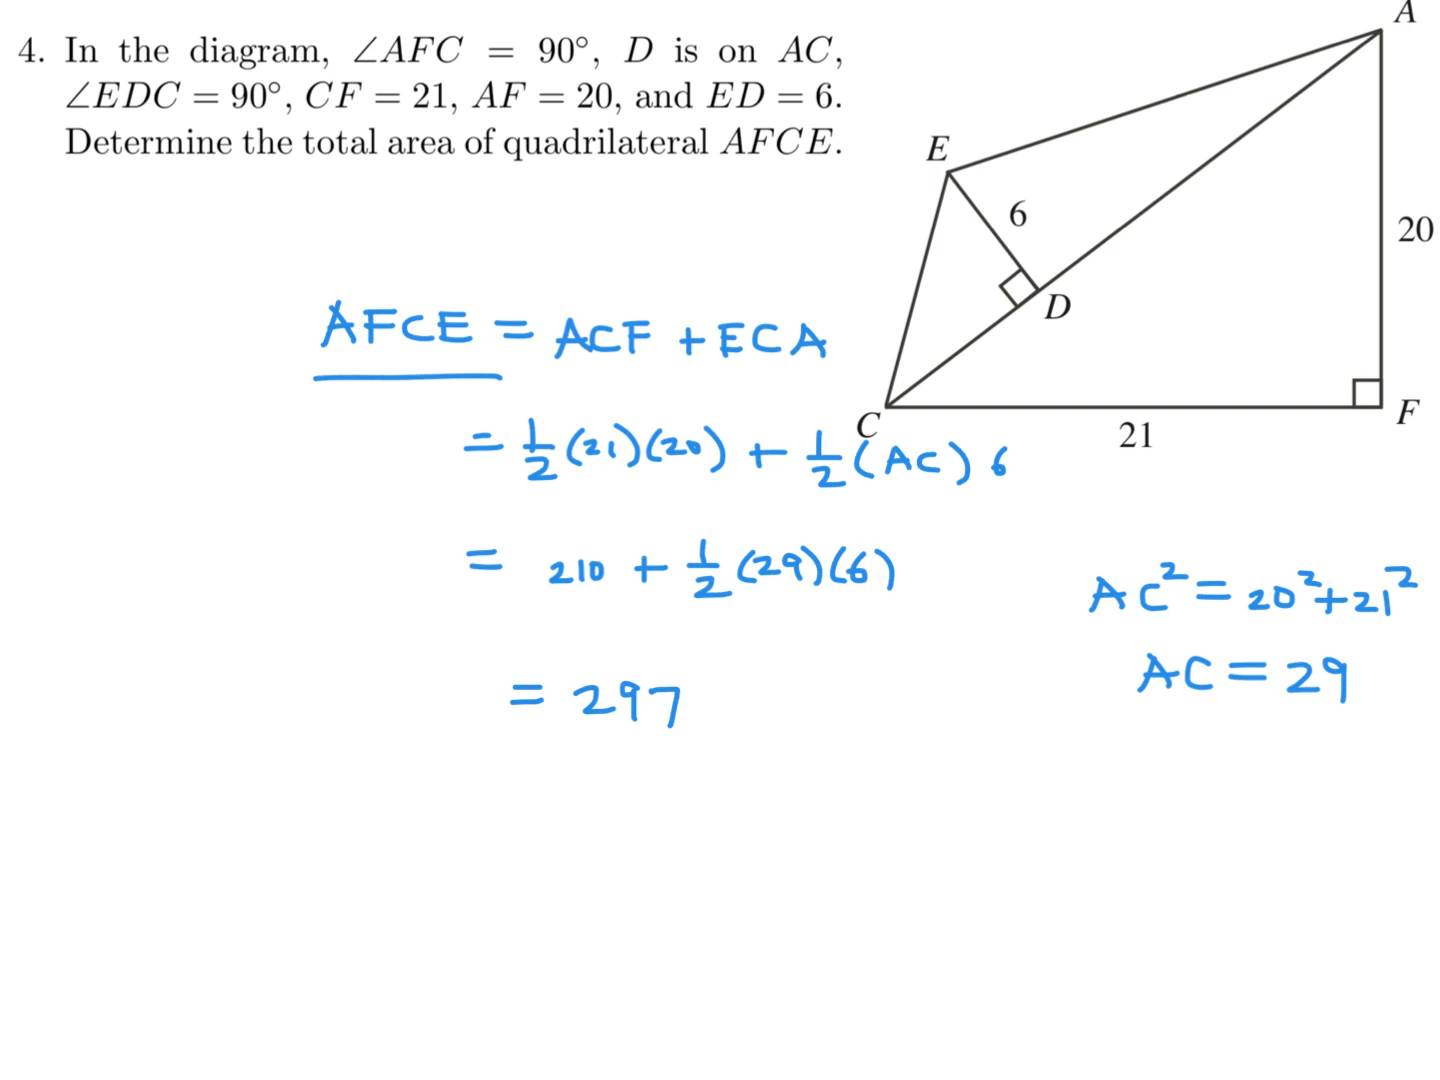 4. In the diagram, ∠AFC = 90°, D is on AC,
∠EDC = 90°, CF = 21, AF = 20, and ED = 6.
Determine the total area of quadrilateral AFCE.
A
E
6
20
D
C
F
21
AFCE = ACF + ECA
= 1/2 (21)(20) + 1/2 (AC) 6
= 210 + 1/2 (29)(6)
= 297
AC² = 20² + 21²
AC = 29